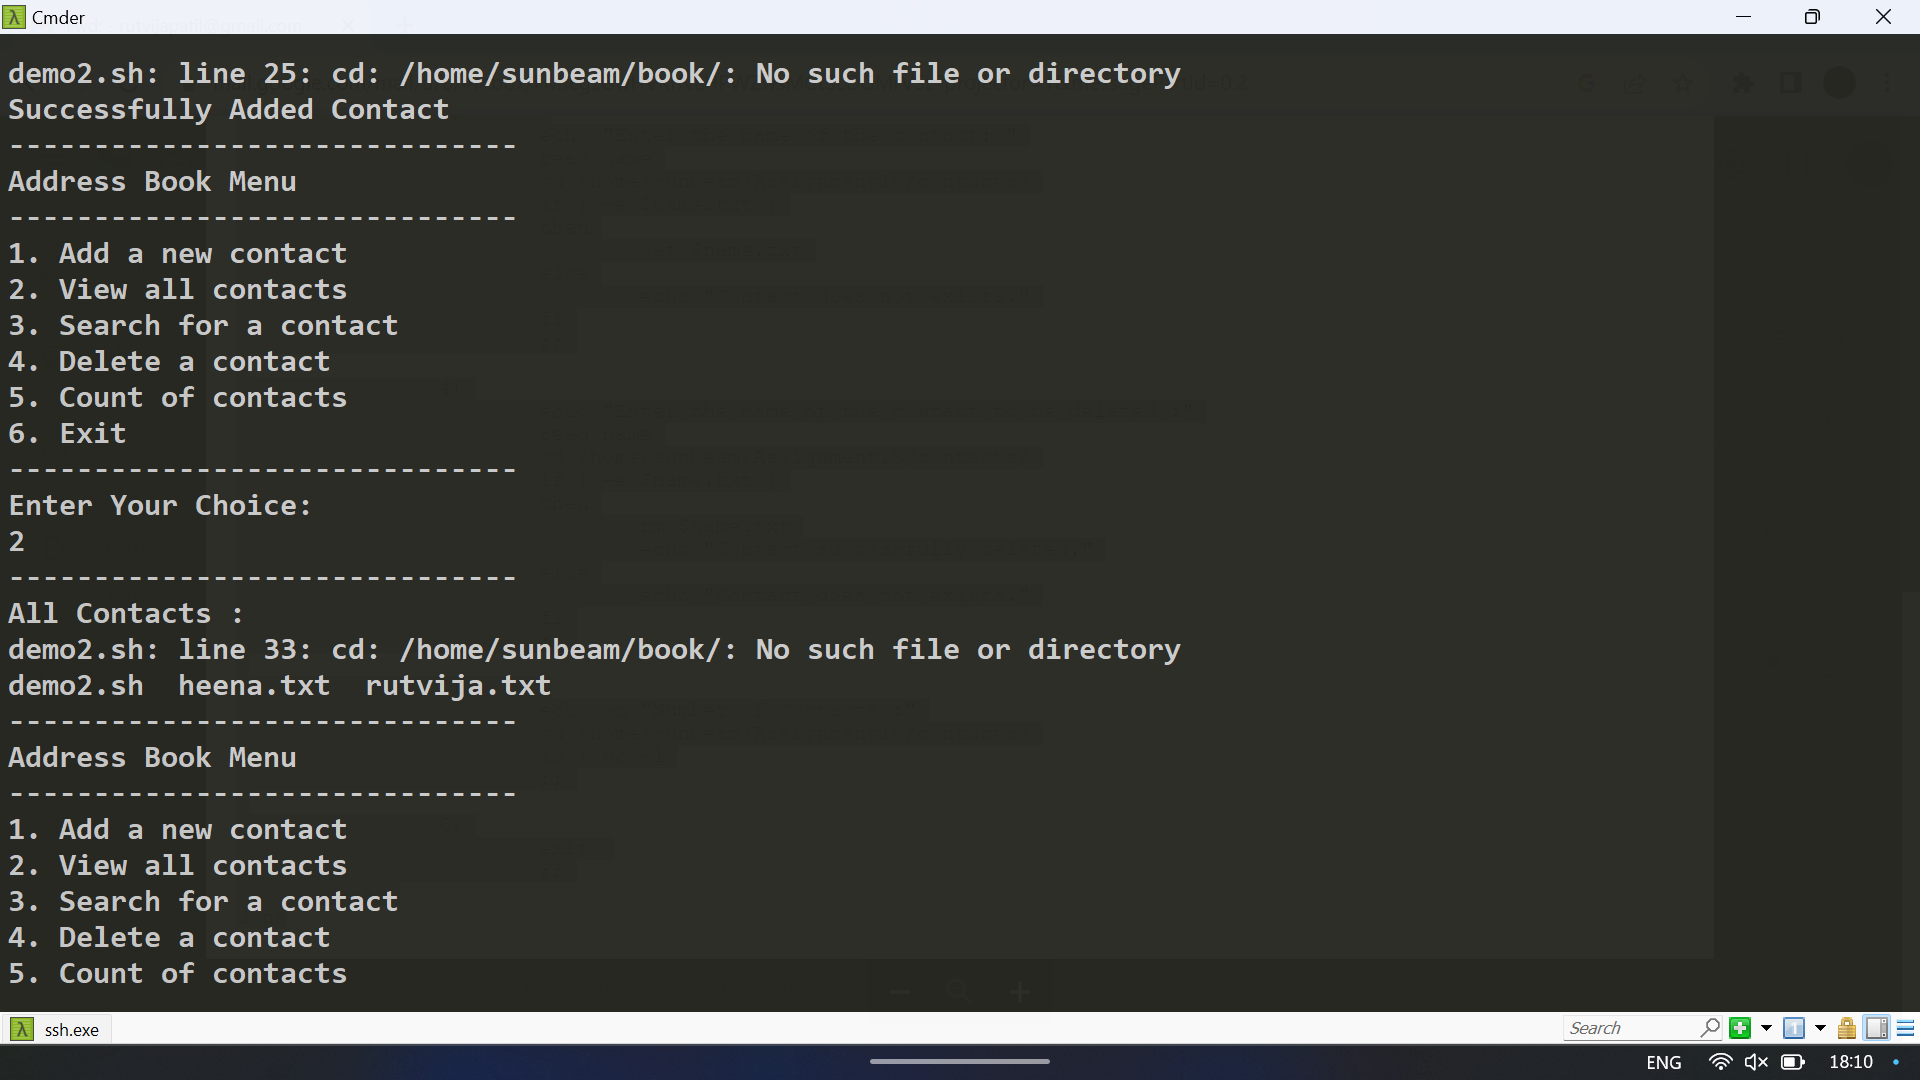 Cmder
demo2.sh: line 25: cd: /home/sunbeam/book/: No such file or directory
Successfully Added Contact
------------------------------
Address Book Menu
------------------------------
1. Add a new contact
2. View all contacts
3. Search for a contact
4. Delete a contact
5. Count of contacts
6. Exit
------------------------------
Enter Your Choice:
2
------------------------------
All Contacts :
demo2.sh: line 33: cd: /home/sunbeam/book/: No such file or directory
demo2.sh  heena.txt  rutvija.txt
------------------------------
Address Book Menu
------------------------------
1. Add a new contact
2. View all contacts
3. Search for a contact
4. Delete a contact
5. Count of contacts
ssh.exe
Search
ENG
18:10